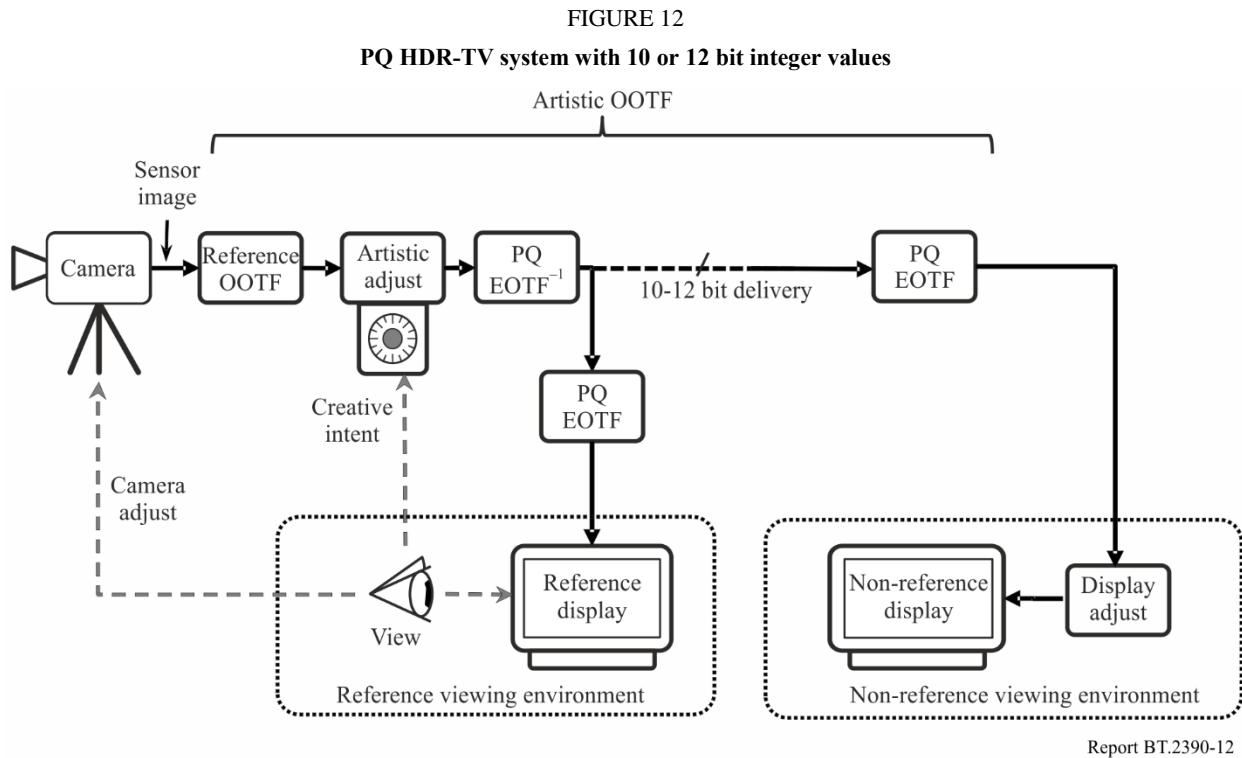 FIGURE 12
PQ HDR-TV system with 10 or 12 bit integer values
Artistic OOTF
Sensor
image
Camera
Reference
OOTF
Artistic
adjust
PQ
EOTF⁻¹
10-12 bit delivery
PQ
EOTF
PQ
EOTF
Creative
intent
Camera
adjust
View
Reference
display
Reference viewing environment
Non-reference
display
Display
adjust
Non-reference viewing environment
Report BT.2390-12